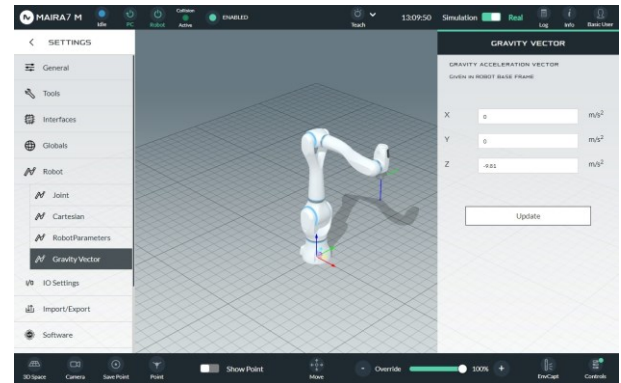 MAIRA7 M
Idle
PC
Robot
Collision
Active
ENABLED
Teach
13:09:50
Simulation
Real
Log
Info
Basic User
SETTINGS
General
Tools
Interfaces
Globals
Robot
Joint
Cartesian
RobotParameters
Gravity Vector
I/O
IO Settings
Import/Export
Software
GRAVITY VECTOR
GRAVITY ACCELERATION VECTOR
GIVEN IN ROBOT BASE FRAME
X 0 m/s²
Y 0 m/s²
Z -9.81 m/s²
Update
3D Space
Camera
Save Point
Point
Show Point
Move
- Override 100% +
EnvCapt
Controls